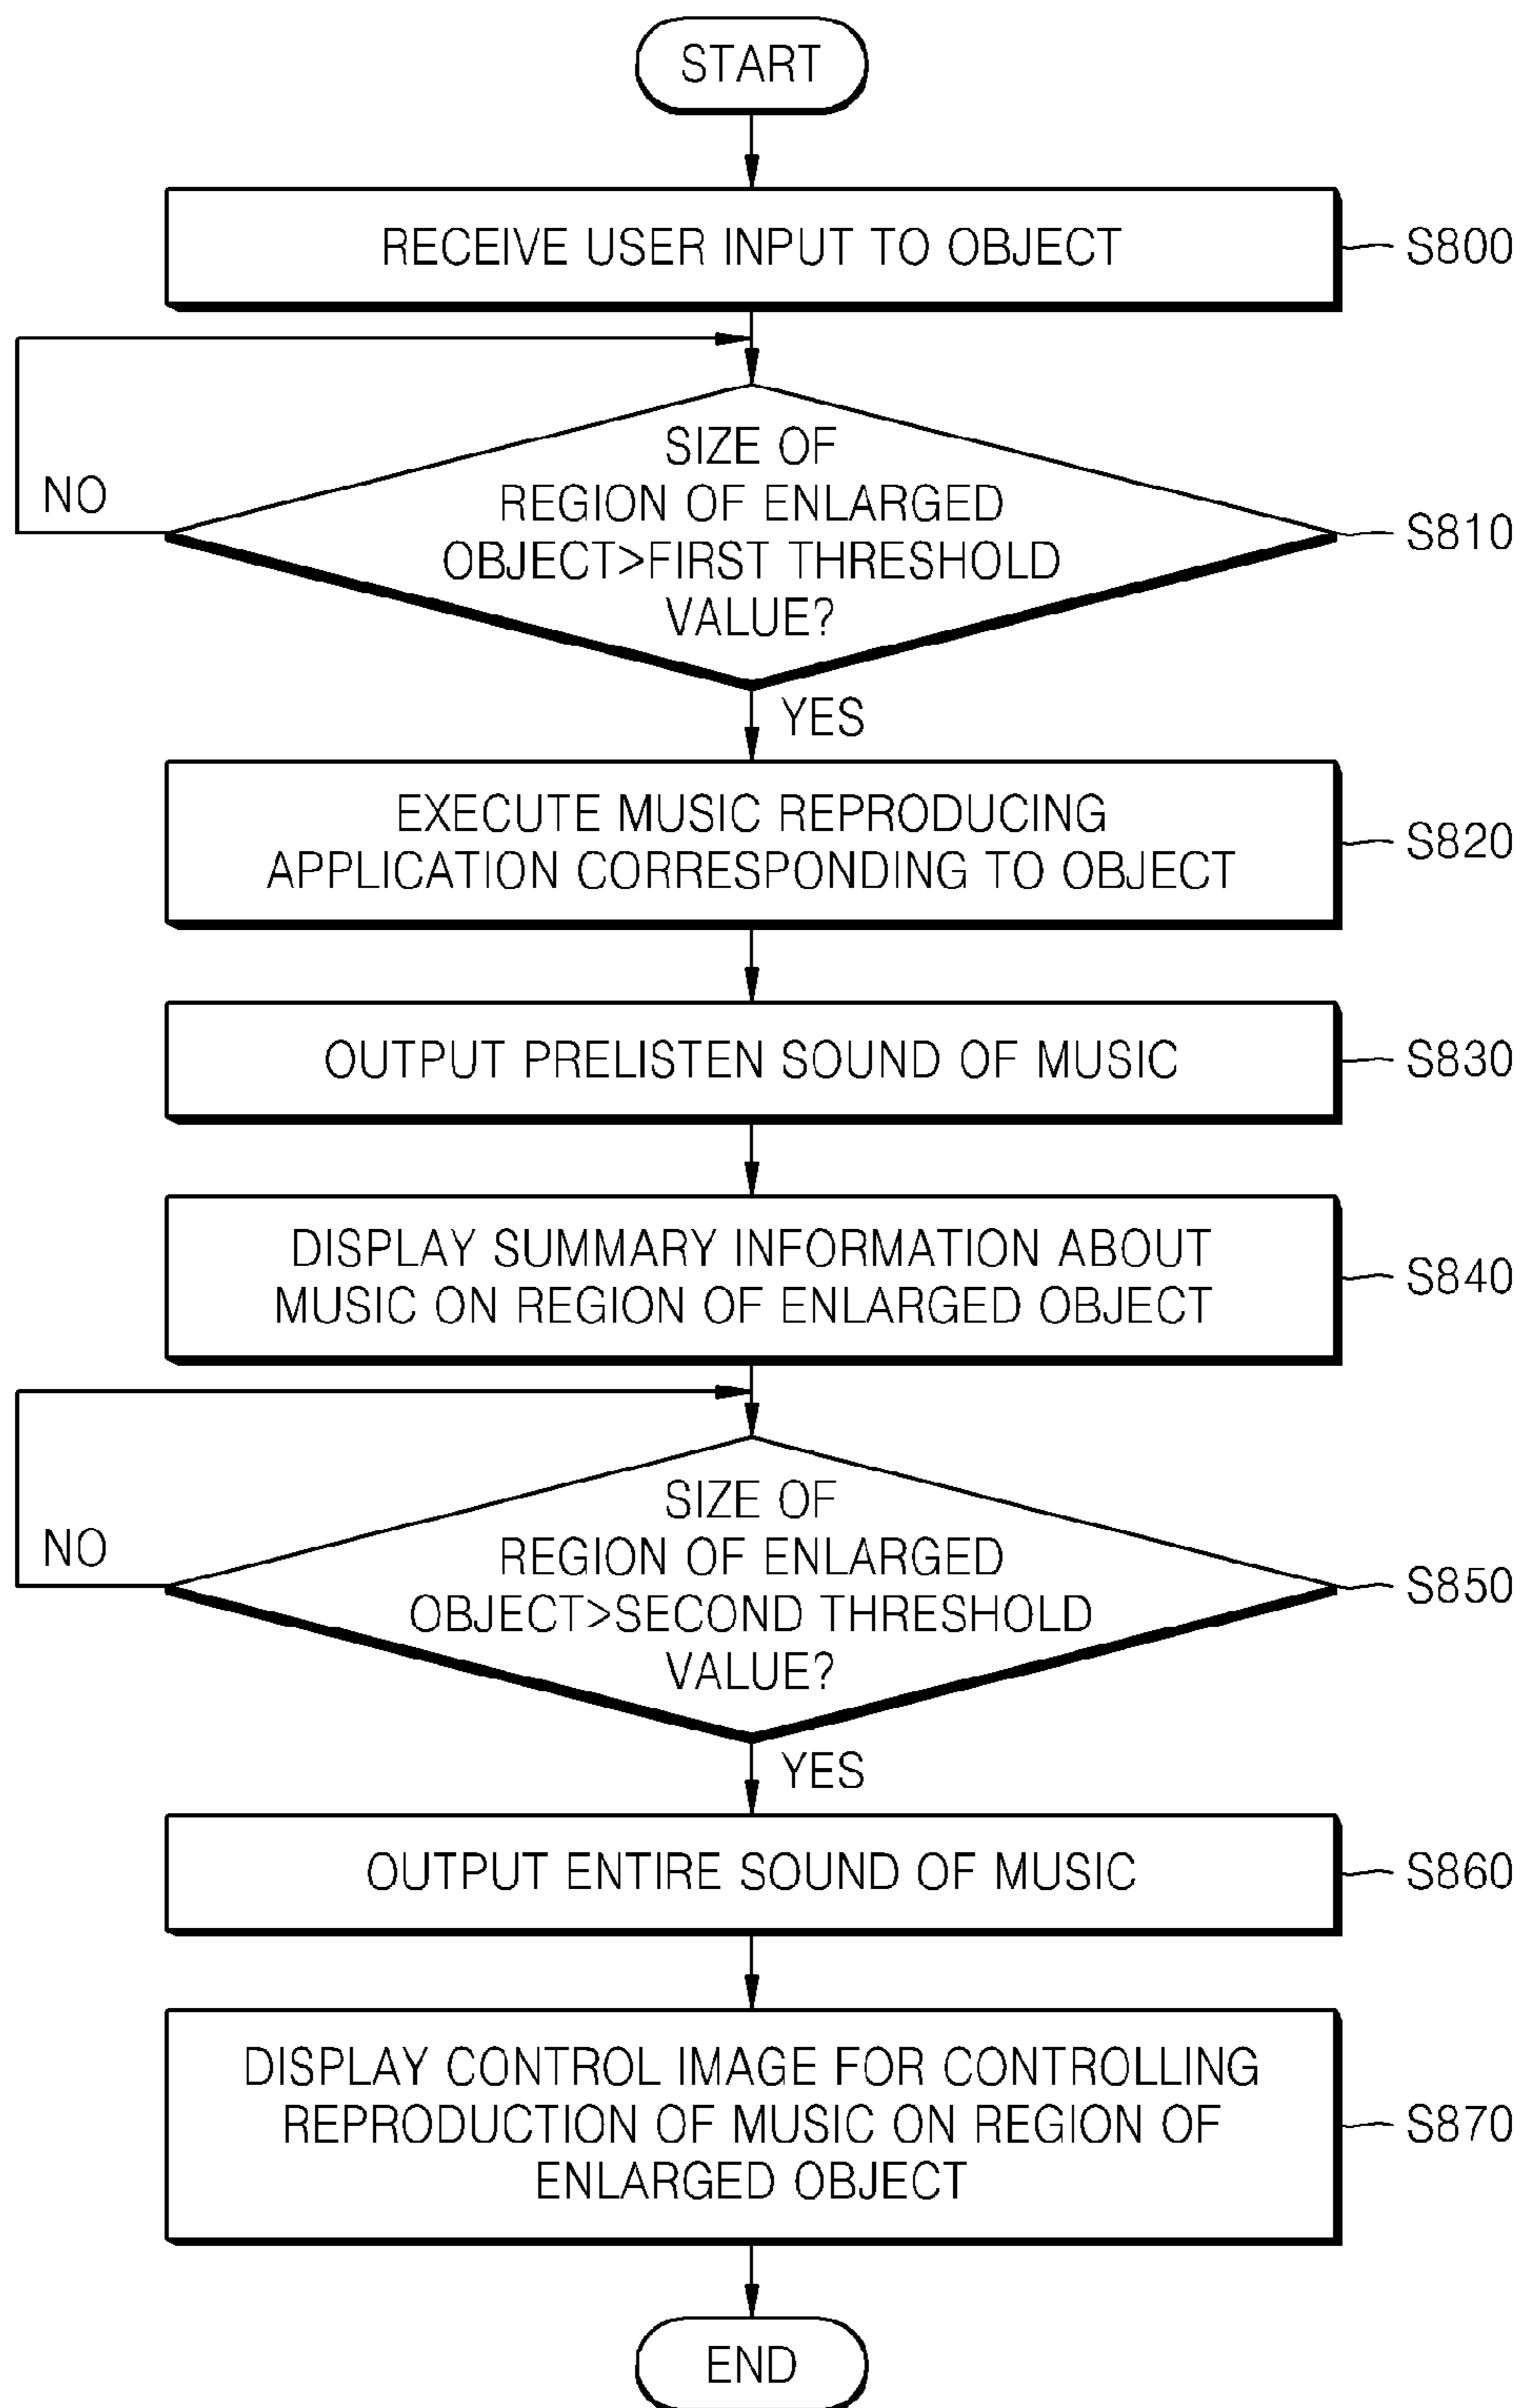 START
RECEIVE USER INPUT TO OBJECT
S800
SIZE OF
REGION OF ENLARGED
OBJECT>FIRST THRESHOLD
VALUE?
NO
S810
YES
EXECUTE MUSIC REPRODUCING
APPLICATION CORRESPONDING TO OBJECT
S820
OUTPUT PRELISTEN SOUND OF MUSIC
S830
DISPLAY SUMMARY INFORMATION ABOUT
MUSIC ON REGION OF ENLARGED OBJECT
S840
SIZE OF
REGION OF ENLARGED
OBJECT>SECOND THRESHOLD
VALUE?
NO
S850
YES
OUTPUT ENTIRE SOUND OF MUSIC
S860
DISPLAY CONTROL IMAGE FOR CONTROLLING
REPRODUCTION OF MUSIC ON REGION OF
ENLARGED OBJECT
S870
END